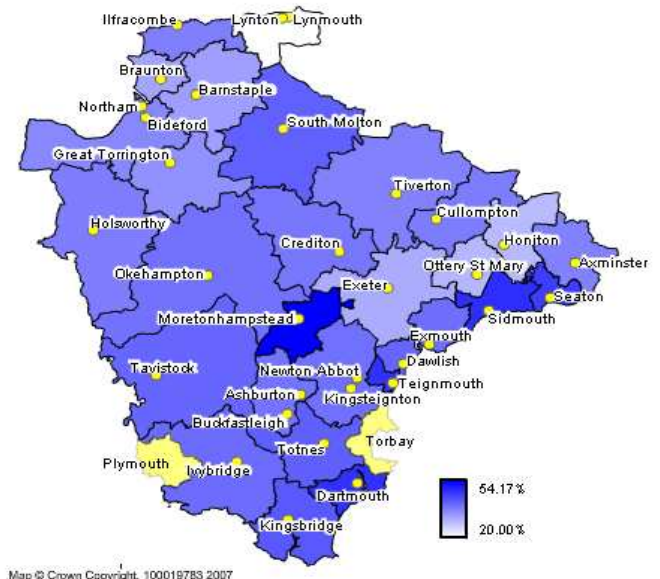 Ilfracombe
Lynton
Lynmouth
Braunton
Barnstaple
Northam
Bideford
South Molton
Great Torrington
Tiverton
Cullompton
Holsworthy
Crediton
Honiton
Okehampton
Exeter
Ottery St Mary
Axminster
Seaton
Moretonhampstead
Sidmouth
Exmouth
Tavistock
Newton Abbot
Dawlish
Teignmouth
Ashburton
Kingsteignton
Buckfastleigh
Torbay
Totnes
Plymouth
Ivybridge
Dartmouth
Kingsbridge
54.17%
20.00%
Map © Crown Copyright. 100019783 2007